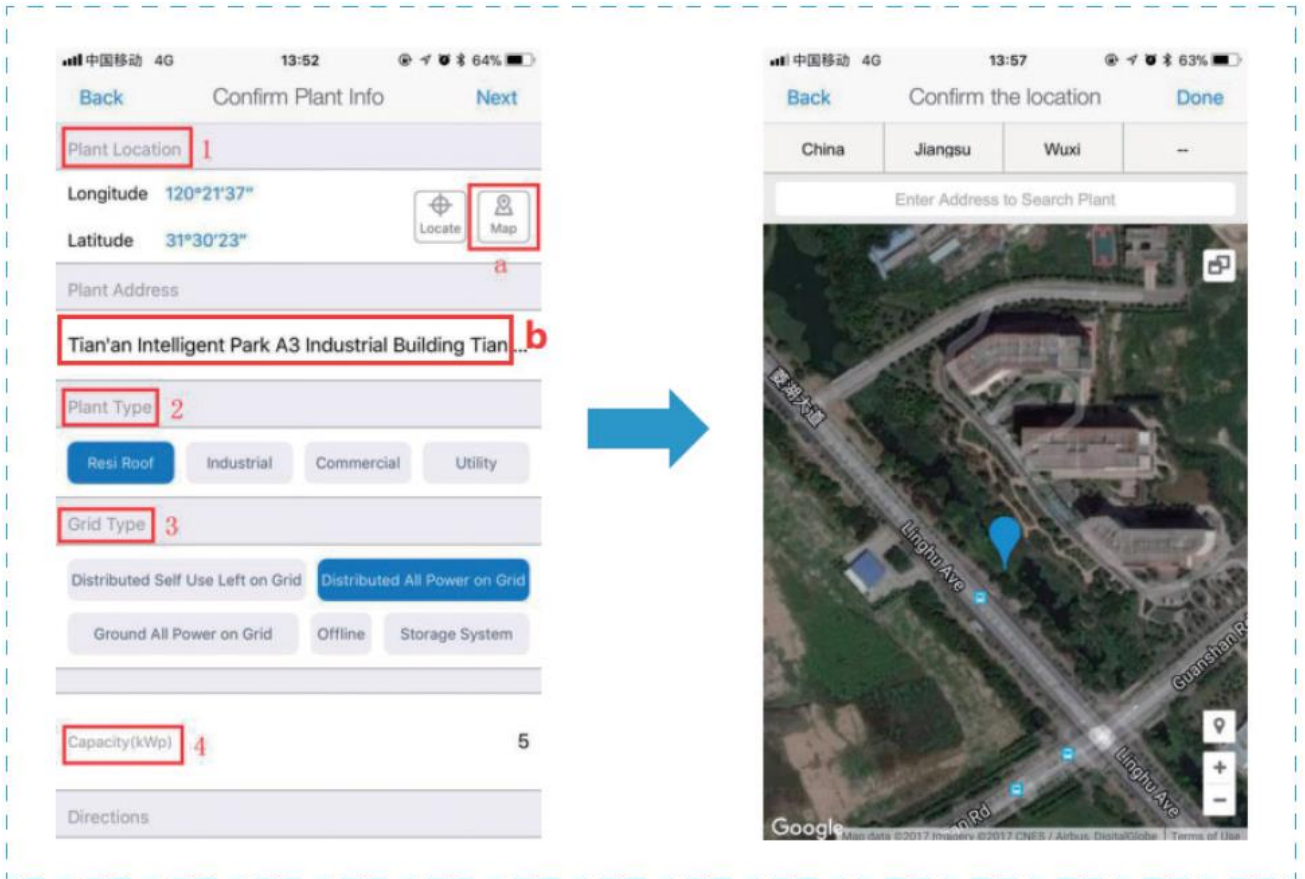 中国移动 4G 13:52 64%
Back Confirm Plant Info Next
Plant Location 1
Longitude 120°21'37"
Locate Map
Latitude 31°30'23"
a
Plant Address
Tian'an Intelligent Park A3 Industrial Building Tian ... b
Plant Type 2
Resi Roof Industrial Commercial Utility
Grid Type 3
Distributed Self Use Left on Grid Distributed All Power on Grid
Ground All Power on Grid Offline Storage System
Capacity(kWp) 4 5
Directions
中国移动 4G 13:57 63%
Back Confirm the location Done
China Jiangsu Wuxi --
Enter Address to Search Plant
菱湖大道
Linghu Ave
Guanshan Rd
Linghu Ave
+
−
Google Map data ©2017 Imagery ©2017 CNES / Airbus, DigitalGlobe Terms of Use